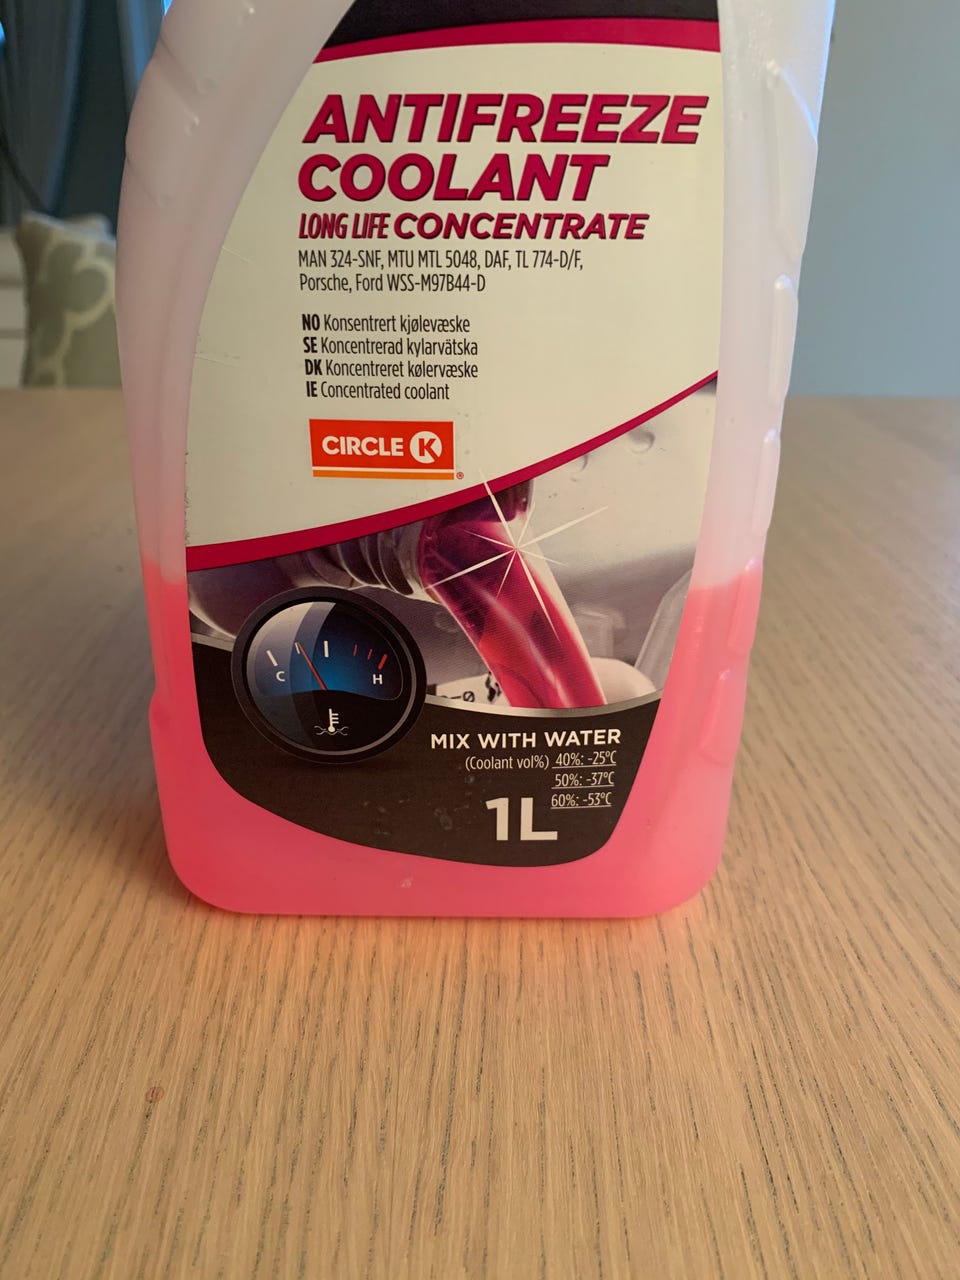 ANTIFREEZE
COOLANT
LONG LIFE CONCENTRATE
MAN 324-SNF, MTU MTL 5048, DAF, TL 774-D/F,
Porsche, Ford WSS-M97B44-D
NO Konsentrert kjølevæske
SE Koncentrerad kylarvätska
DK Koncentreret kølervæske
IE Concentrated coolant
CIRCLE K ®
C H
MIX WITH WATER
(Coolant vol%) 40%: -25°C
50%: -37°C
60%: -53°C
1L